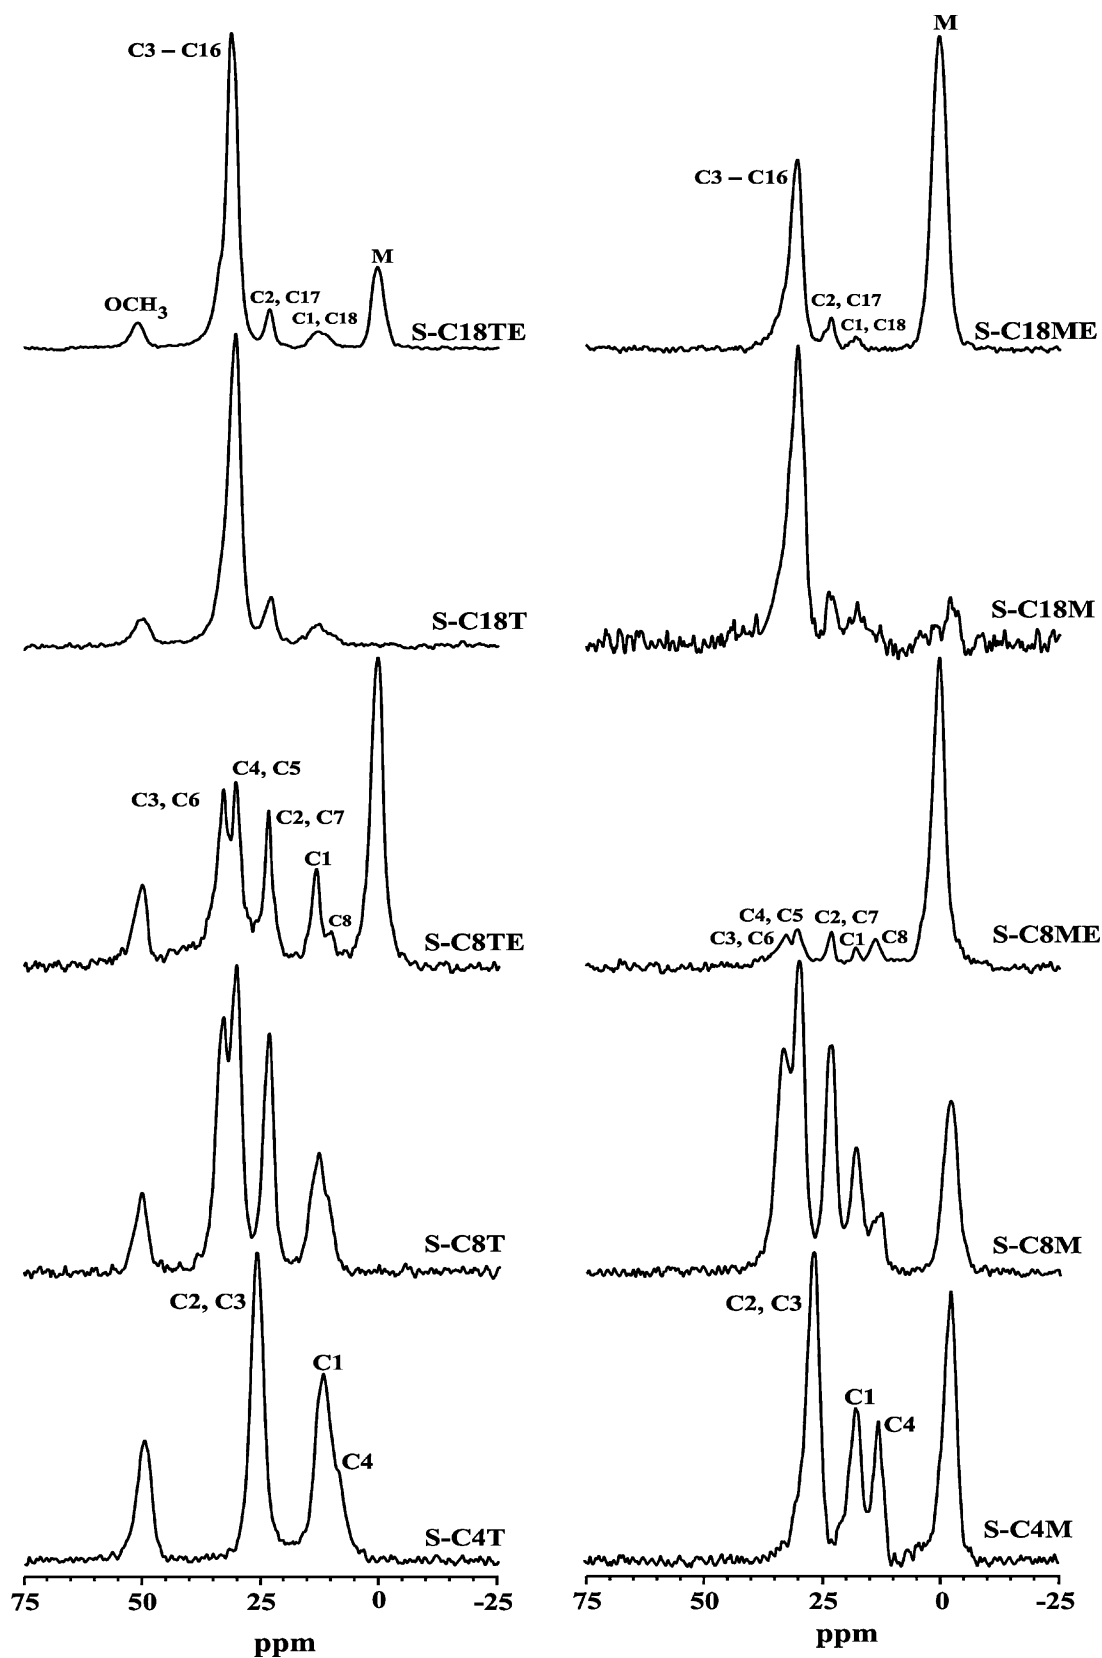 C3 – C16
OCH3
C2, C17
C1, C18
M
S-C18TE
S-C18T
C3, C6
C4, C5
C2, C7
C1
C8
S-C8TE
S-C8T
C2, C3
C1
C4
S-C4T
75 50 25 0 -25
ppm
M
C3 – C16
C2, C17
C1, C18
S-C18ME
S-C18M
C4, C5
C2, C7
C3, C6
C1
C8
S-C8ME
S-C8M
C2, C3
C1
C4
S-C4M
75 50 25 0 -25
ppm